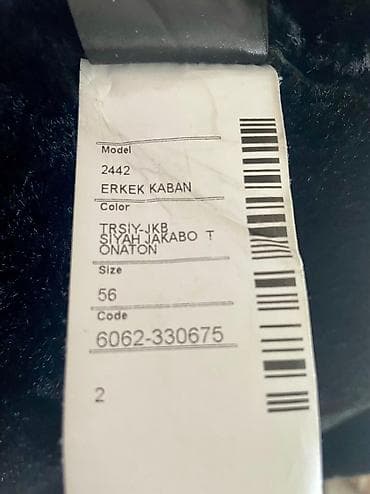 Model
2442
ERKEK KABAN
Color
TRSIY-JKB
SIYAH JAKABO T
ONATON
Size
56
Code
6062-330675
2